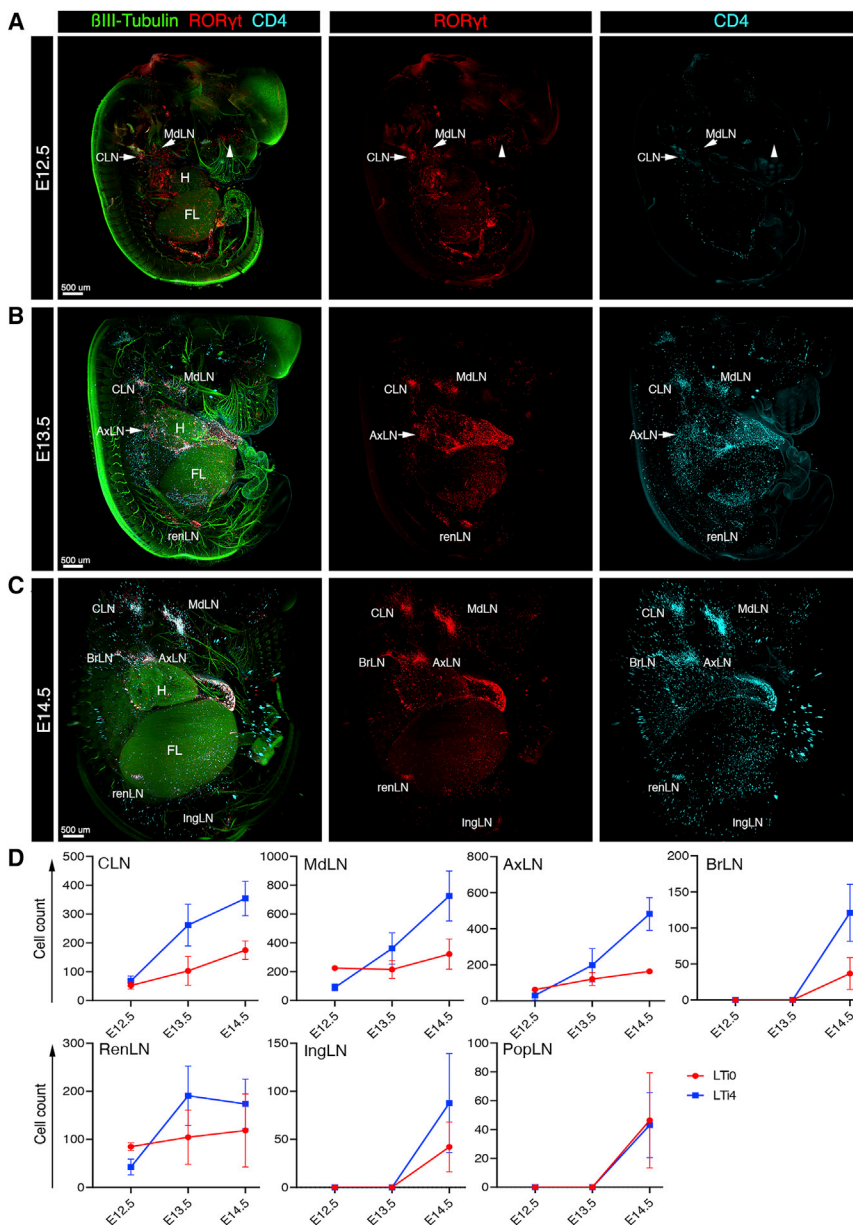 A
ßIII-Tubulin RORγt CD4
RORγt
CD4
E12.5
MdLN
CLN
H
FL
500 um
MdLN
CLN
MdLN
CLN
B
E13.5
CLN
MdLN
AxLN
H
FL
renLN
500 um
CLN
MdLN
AxLN
renLN
CLN
MdLN
AxLN
renLN
C
E14.5
CLN
MdLN
BrLN
AxLN
H
FL
renLN
IngLN
500 um
CLN
MdLN
BrLN
AxLN
renLN
IngLN
CLN
MdLN
BrLN
AxLN
renLN
IngLN
D
Cell count
CLN
500
400
300
200
100
0
E12.5
E13.5
E14.5
MdLN
1000
800
600
400
200
0
E12.5
E13.5
E14.5
AxLN
800
600
400
200
0
E12.5
E13.5
E14.5
BrLN
200
150
100
50
0
E12.5
E13.5
E14.5
Cell count
RenLN
300
200
100
0
E12.5
E13.5
E14.5
IngLN
150
100
50
0
E12.5
E13.5
E14.5
PopLN
100
80
60
40
20
0
E12.5
E13.5
E14.5
LTi0
LTi4